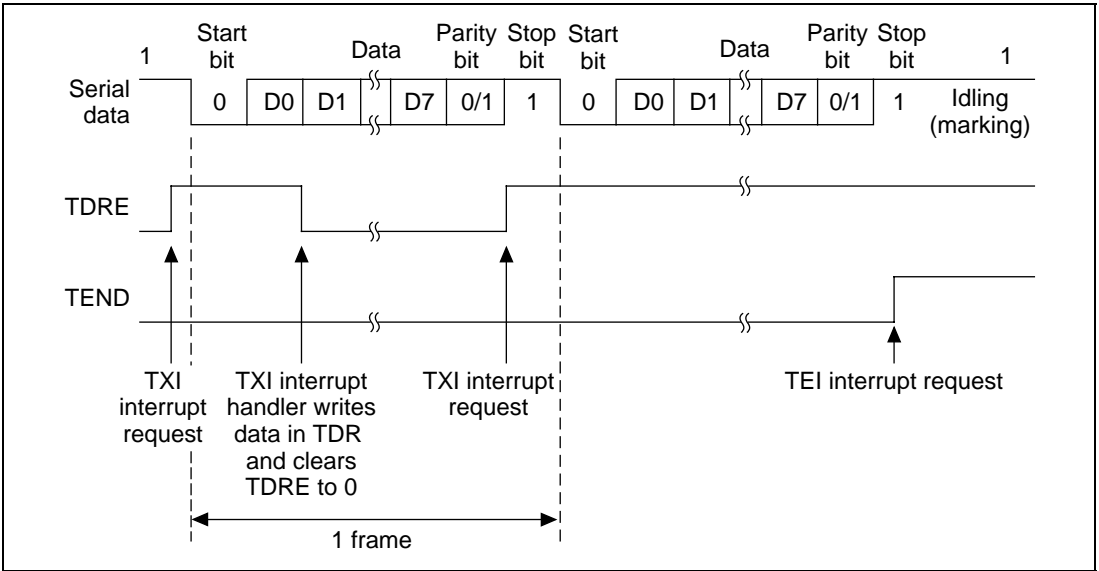 1
Start bit
Data
Parity bit
Stop bit
Start bit
Data
Parity bit
Stop bit
1
Serial data
0
D0
D1
D7
0/1
1
0
D0
D1
D7
0/1
1
Idling (marking)
TDRE
TEND
TXI
interrupt
request
TXI interrupt
handler writes
data in TDR
and clears
TDRE to 0
TXI interrupt
request
TEI interrupt request
1 frame